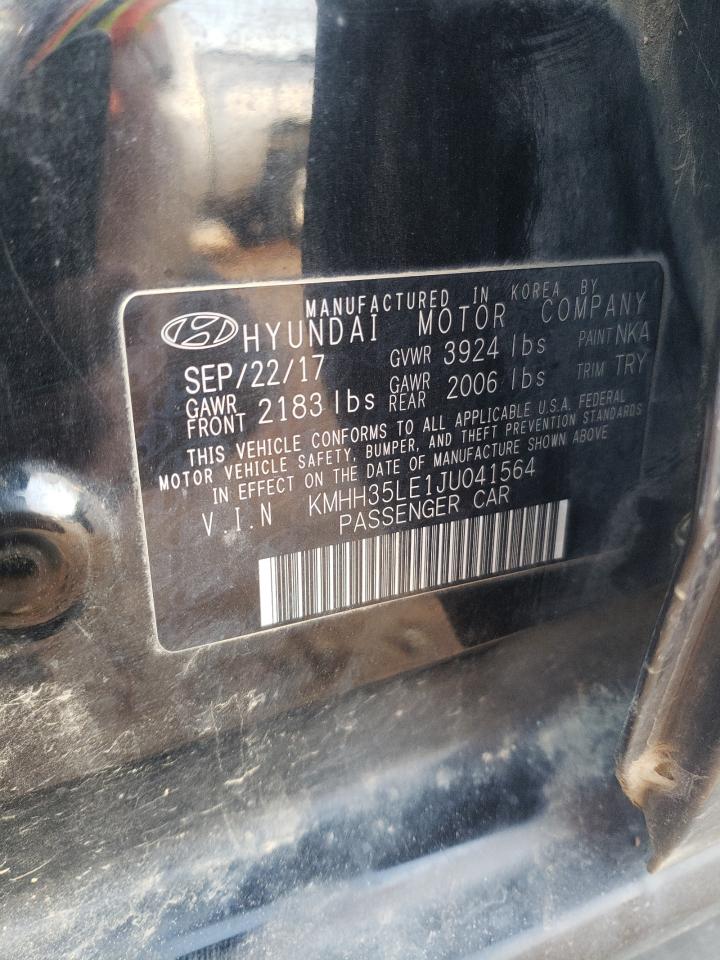 MANUFACTURED IN KOREA BY
HYUNDAI MOTOR COMPANY
SEP/22/17 GVWR 3924 lbs PAINT NKA
GAWR FRONT 2183 lbs GAWR REAR 2006 lbs TRIM TRY
THIS VEHICLE CONFORMS TO ALL APPLICABLE U.S.A. FEDERAL
MOTOR VEHICLE SAFETY, BUMPER, AND THEFT PREVENTION STANDARDS
IN EFFECT ON THE DATE OF MANUFACTURE SHOWN ABOVE
V.I.N KMHH35LE1JU041564
PASSENGER CAR